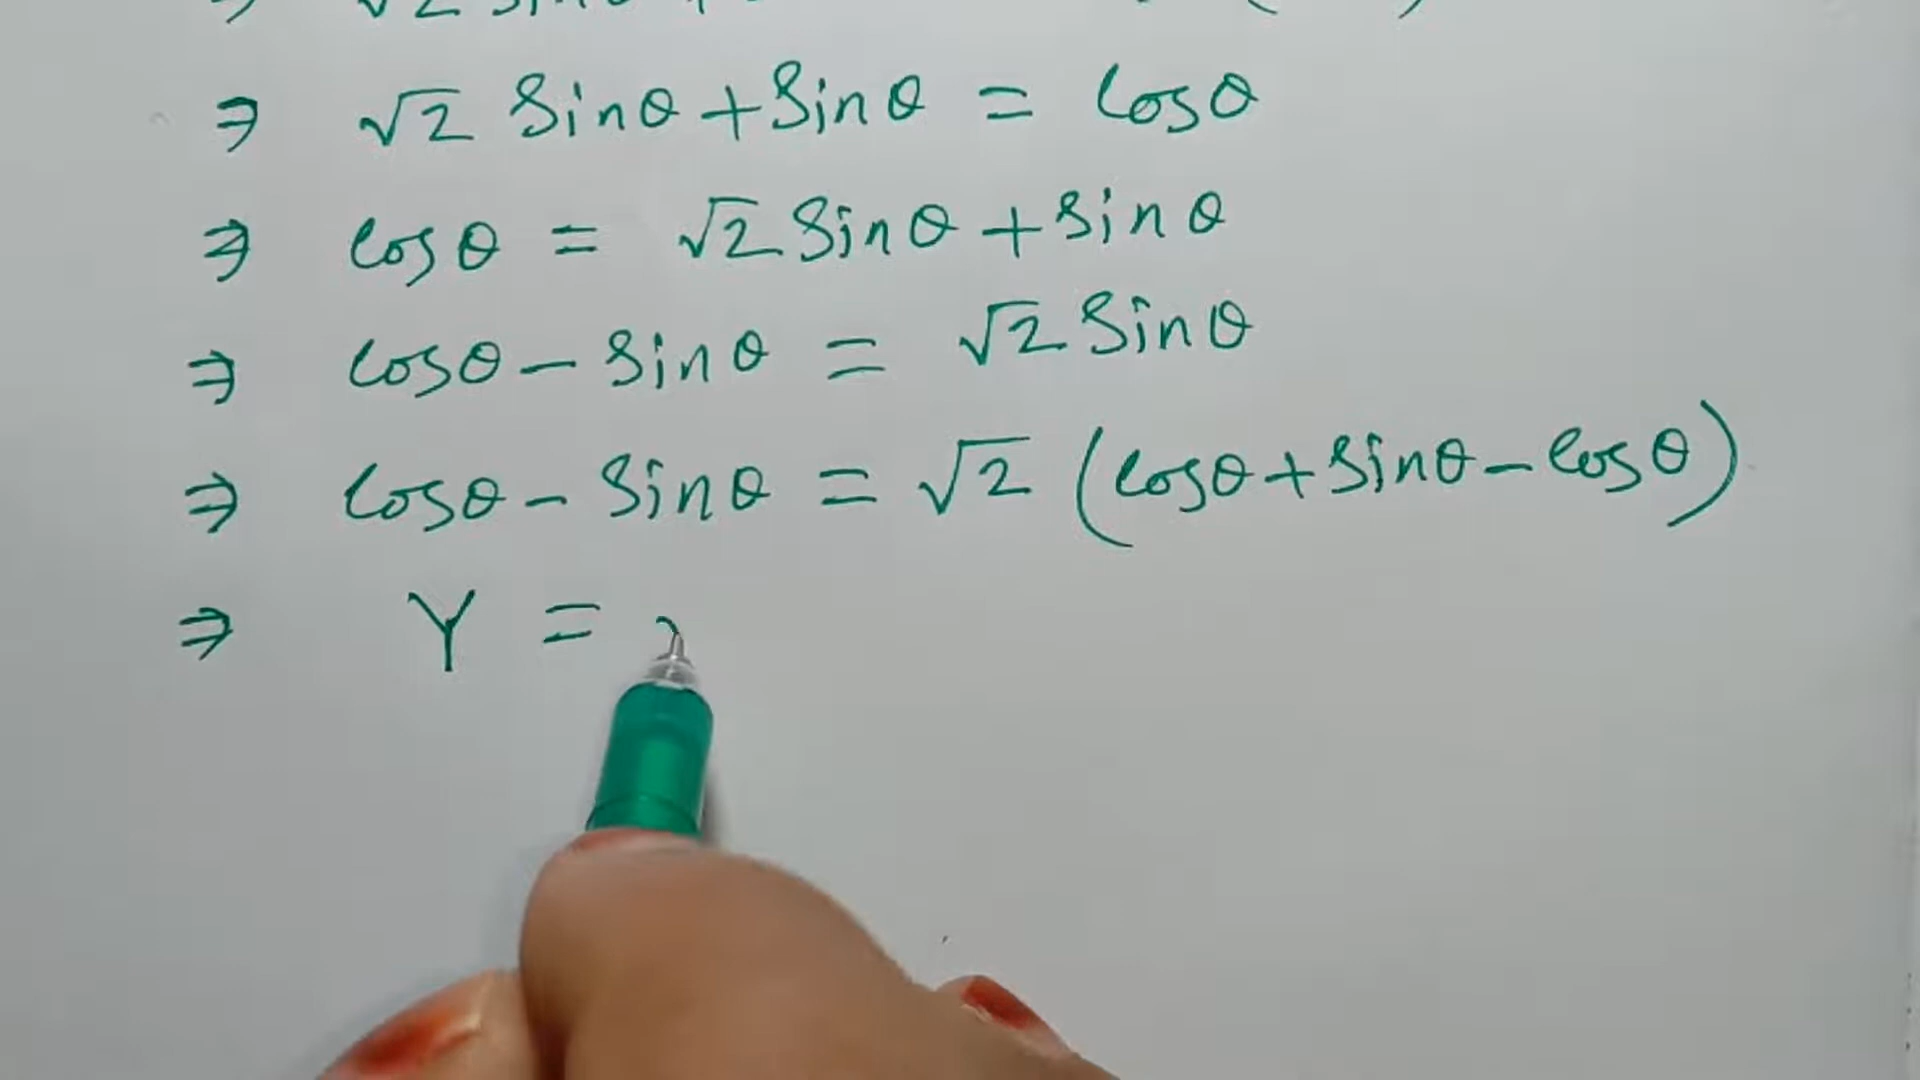 ⇒ √2 Sinθ + Sinθ = Cosθ
⇒ Cosθ = √2 Sinθ + Sinθ
⇒ Cosθ - Sinθ = √2 Sinθ
⇒ Cosθ - Sinθ = √2 (Cosθ + Sinθ - Cosθ)
⇒ Y =